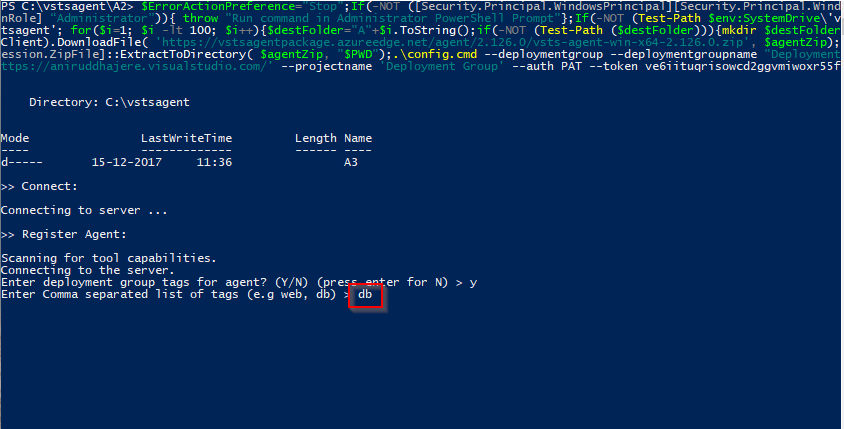 PS C:\vstsagent\A2> $ErrorActionPreference="Stop";If(-NOT ([Security.Principal.WindowsPrincipal][Security.Principal.Wind
nRole] "Administrator")){ throw "Run command in Administrator PowerShell Prompt"};If(-NOT (Test-Path $env:SystemDrive\'v
tsagent'; for($i=1; $i -lt 100; $i++){$destFolder="A"+$i.ToString();if(-NOT (Test-Path ($destFolder))){mkdir $destFolder
Client).DownloadFile( 'https://vstsagentpackage.azureedge.net/agent/2.126.0/vsts-agent-win-x64-2.126.0.zip', $agentZip);
ession.ZipFile]::ExtractToDirectory( $agentZip, "$PWD");.\config.cmd --deploymentgroup --deploymentgroupname "Deployment
ttps://aniruddhajere.visualstudio.com/' --projectname 'Deployment Group' --auth PAT --token ve6iituqrisowcd2ggvmiwoxr55f
Directory: C:\vstsagent
Mode LastWriteTime Length Name
---- ------------- ------ ----
d----- 15-12-2017 11:36 A3
>> Connect:
Connecting to server ...
>> Register Agent:
Scanning for tool capabilities.
Connecting to the server.
Enter deployment group tags for agent? (Y/N) (press enter for N) > y
Enter Comma separated list of tags (e.g web, db) > db